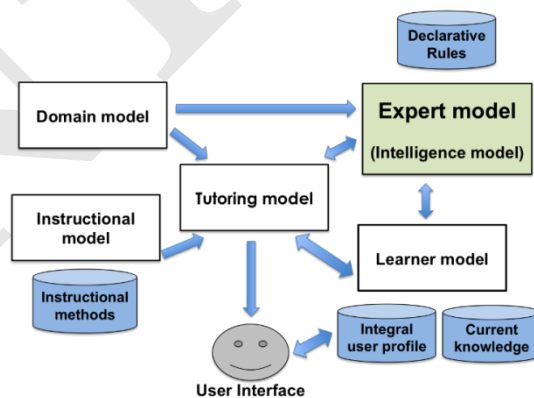 Declarative
Rules
Domain model
Expert model
(Intelligence model)
Tutoring model
Instructional
model
Learner model
Instructional
methods
Integral
user profile
Current
knowledge
User Interface